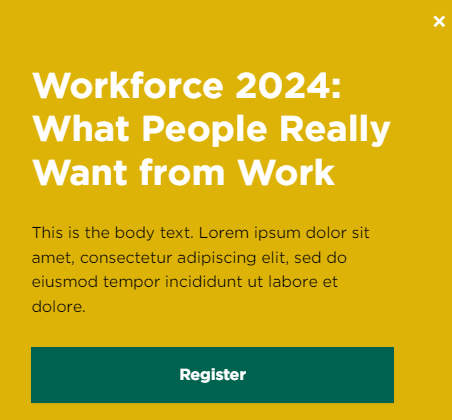 Workforce 2024:
What People Really
Want from Work
This is the body text. Lorem ipsum dolor sit
amet, consectetur adipiscing elit, sed do
eiusmod tempor incididunt ut labore et
dolore.
Register